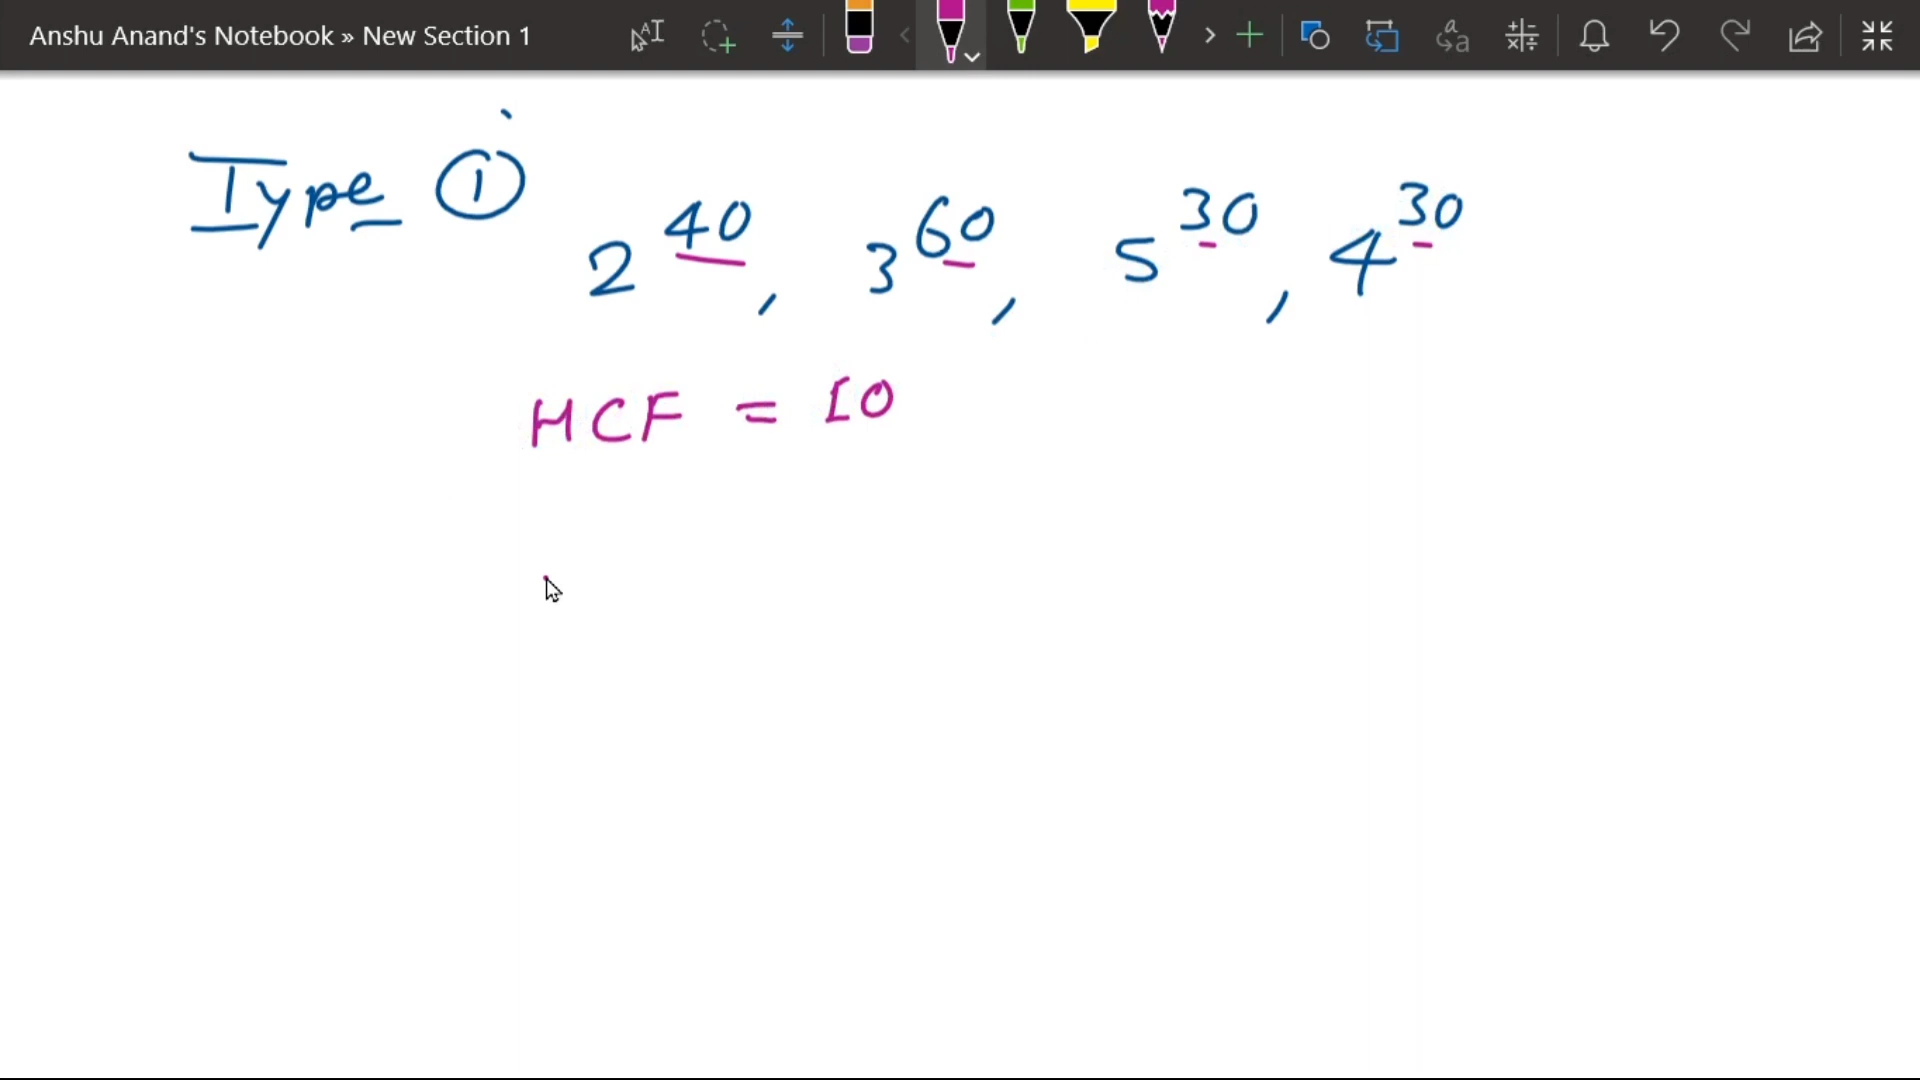 Anshu Anand's Notebook » New Section 1
Type ①
2^40, 3^60, 5^30, 4^30
HCF = 10